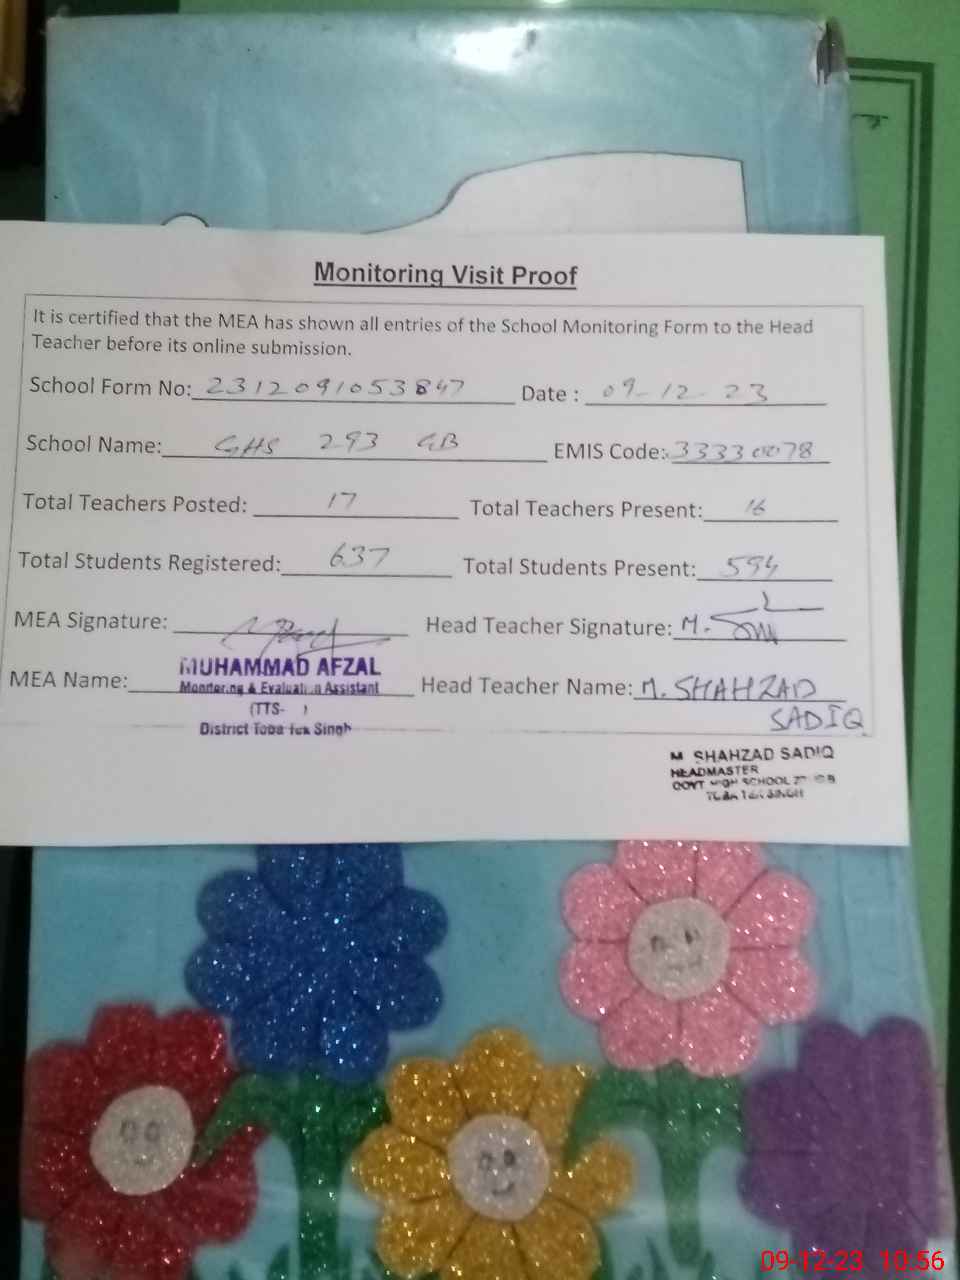 Monitoring Visit Proof
It is certified that the MEA has shown all entries of the School Monitoring Form to the Head
Teacher before its online submission.
School Form No: 2312091053847 Date : 09-12-23
School Name: GHS 293 GB EMIS Code: 33330078
Total Teachers Posted: 17 Total Teachers Present: 16
Total Students Registered: 637 Total Students Present: 594
MEA Signature: Head Teacher Signature: M.
MUHAMMAD AFZAL
MEA Name: Monitoring & Evaluation Assistant Head Teacher Name: M. SHAHZAD
SADIQ
(TTS- )
District Toba Tek Singh
M SHAHZAD SADIQ
HEADMASTER
GOVT HIGH SCHOOL
TOBA TEK SINGH
09-12-23 10:56